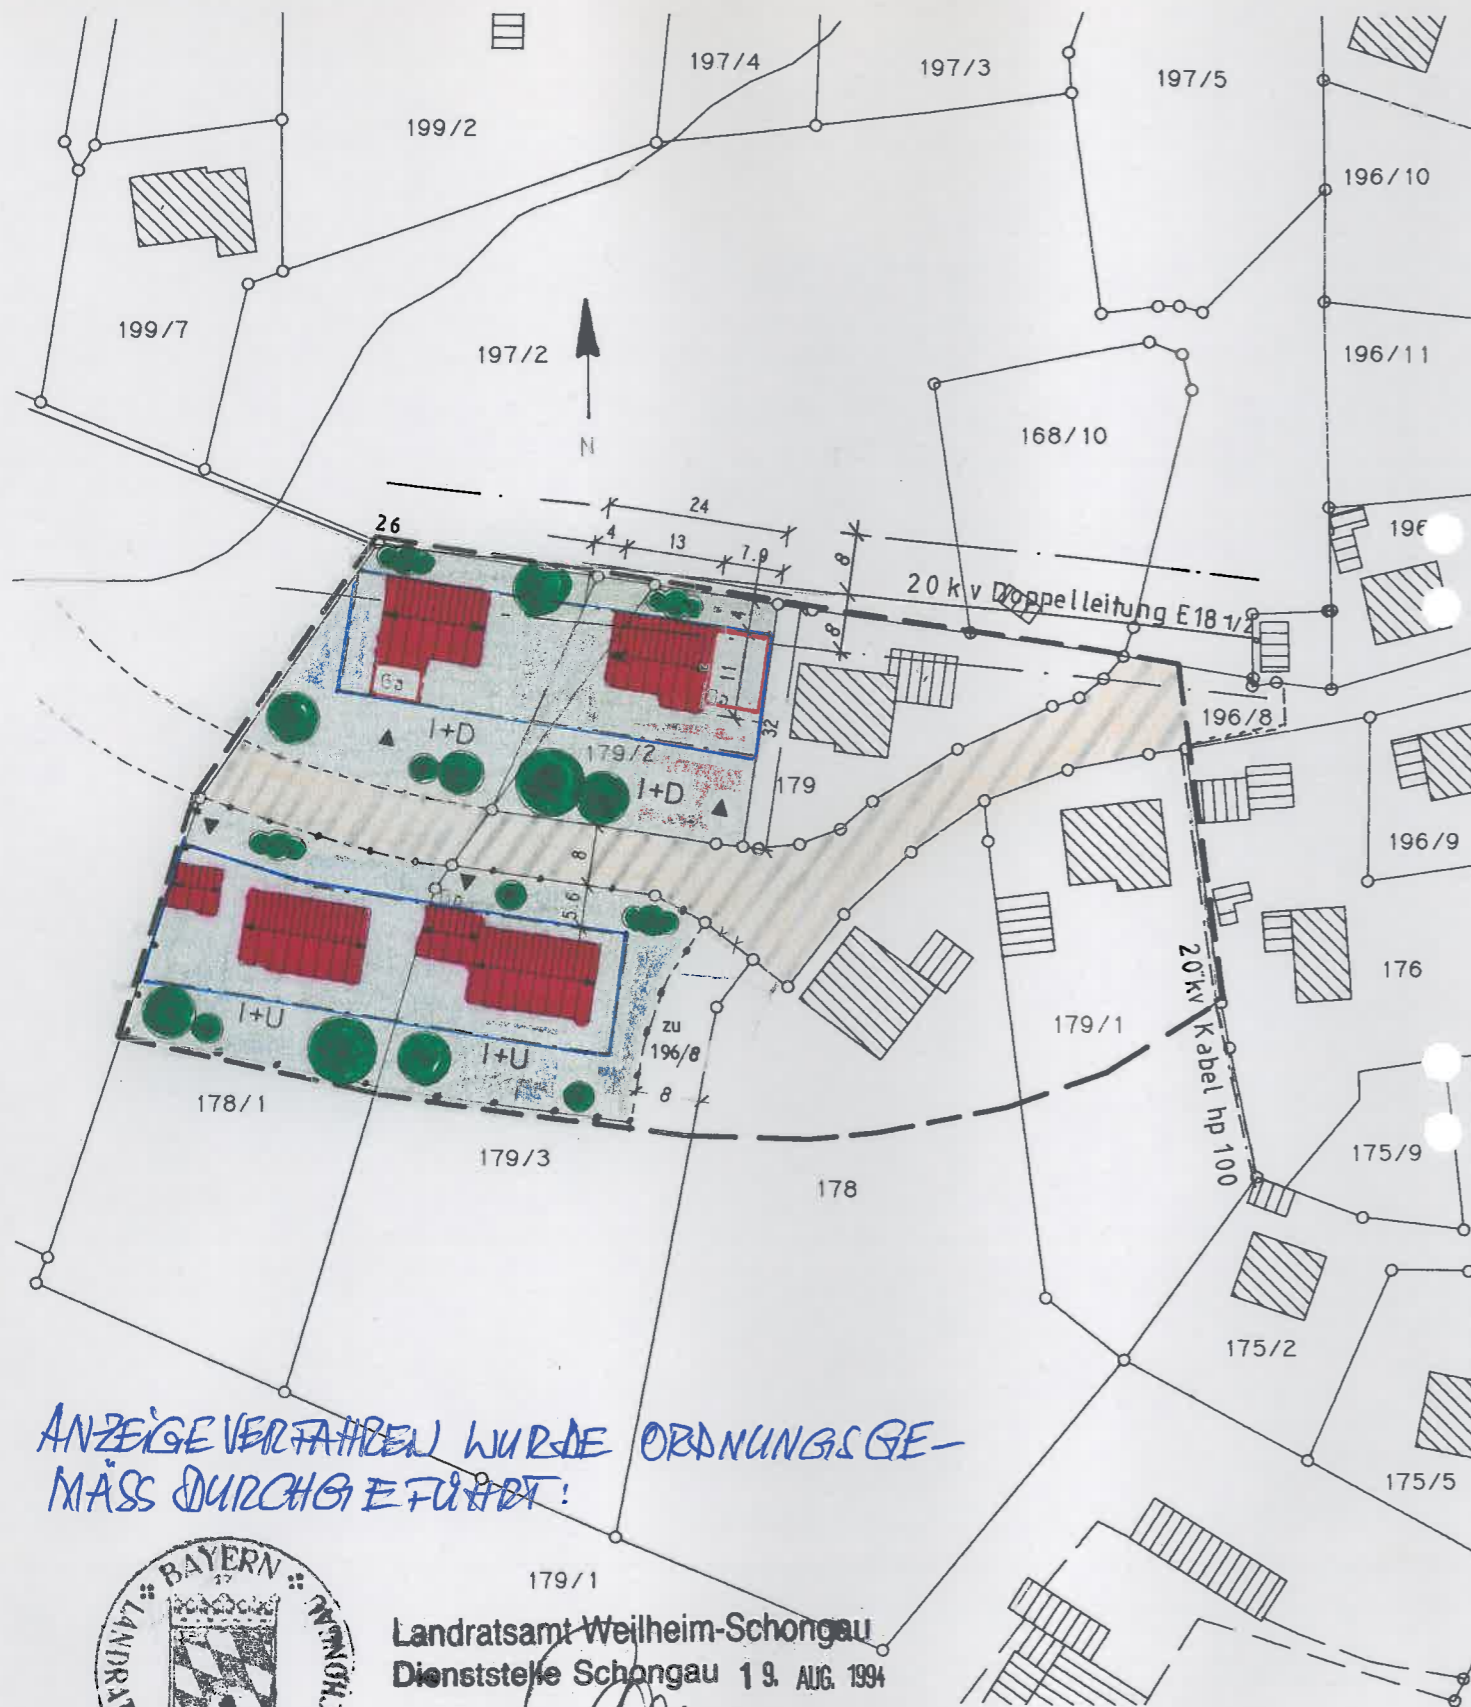 197/4
197/3
197/5
199/2
196/10
199/7
197/2
196/11
168/10
N
24
26
4
13
7.9
8
20 kv Doppelleitung E18 1/2
4
8
Ga
11
32
196/8
I+D
179/2
I+D
179
196/9
8
5.6
176
20 kv Kabel hp 100
I+U
I+U
zu
196/8
8
179/1
178/1
179/3
178
175/9
175/2
175/5
ANZEIGEVERFAHREN WURDE ORDNUNGSGE-
MÄSS DURCHGEFÜHRT:
179/1
BAYERN
Landratsamt Weilheim-Schongau
Dienststelle Schongau 19. AUG. 1994